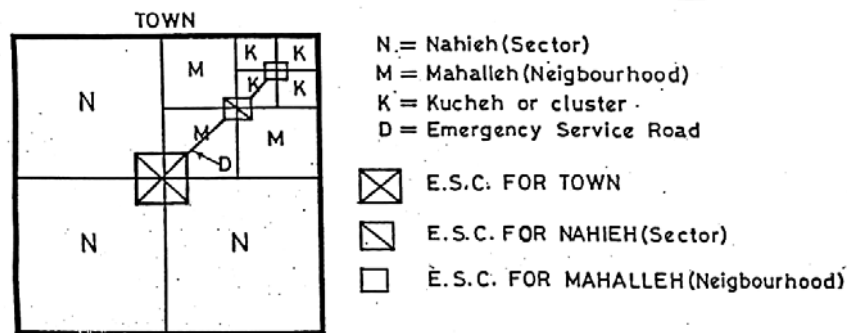 TOWN
N
M
K
K
K
K
M
M
D
N
N
N = Nahieh(Sector)
M = Mahalleh(Neigbourhood)
K = Kucheh or cluster
D = Emergency Service Road
E.S.C. FOR TOWN
E.S.C. FOR NAHIEH(Sector)
E.S.C. FOR MAHALLEH(Neigbourhood)